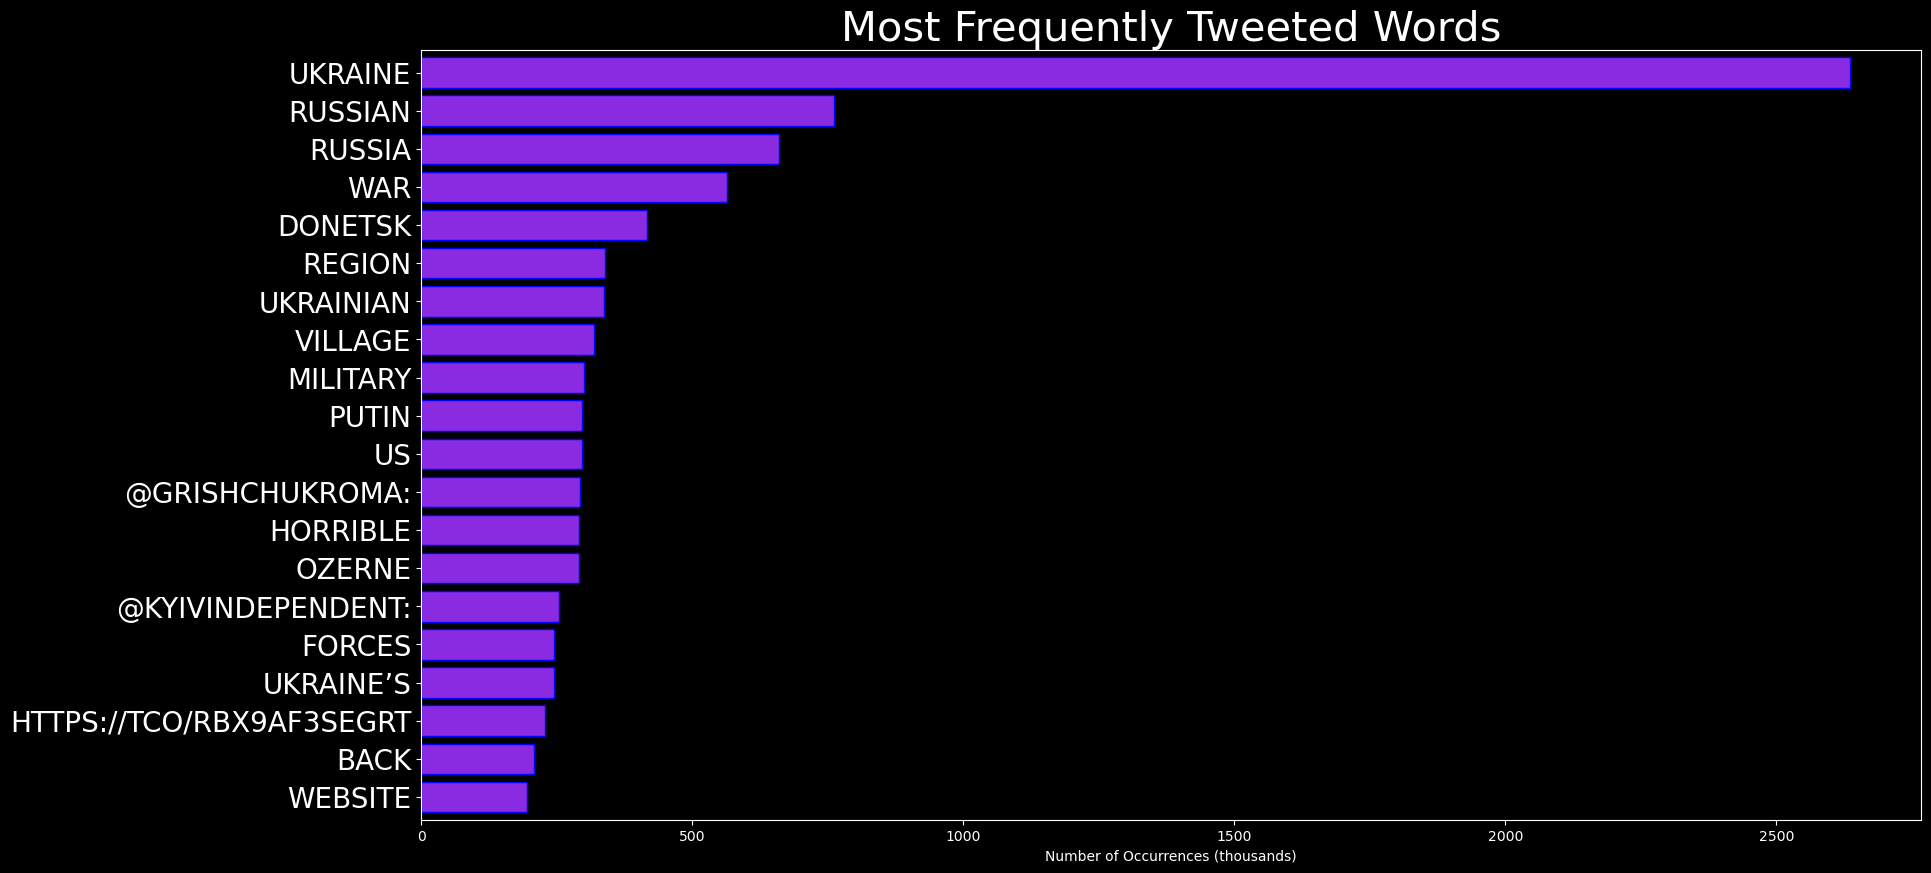 Most Frequently Tweeted Words
UKRAINE
RUSSIAN
RUSSIA
WAR
DONETSK
REGION
UKRAINIAN
VILLAGE
MILITARY
PUTIN
US
@GRISHCHUKROMA:
HORRIBLE
OZERNE
@KYIVINDEPENDENT:
FORCES
UKRAINE’S
HTTPS://TCO/RBX9AF3SEGRT
BACK
WEBSITE
0 500 1000 1500 2000 2500
Number of Occurrences (thousands)